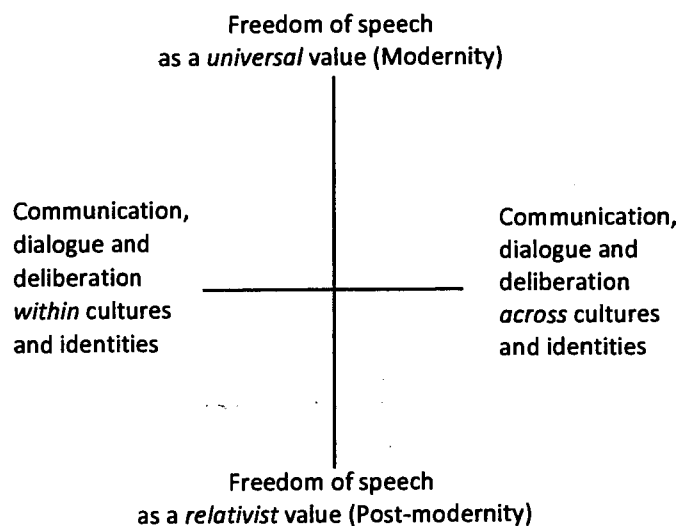 Freedom of speech
as a universal value (Modernity)
Communication,
dialogue and
deliberation
within cultures
and identities
Communication,
dialogue and
deliberation
across cultures
and identities
Freedom of speech
as a relativist value (Post-modernity)